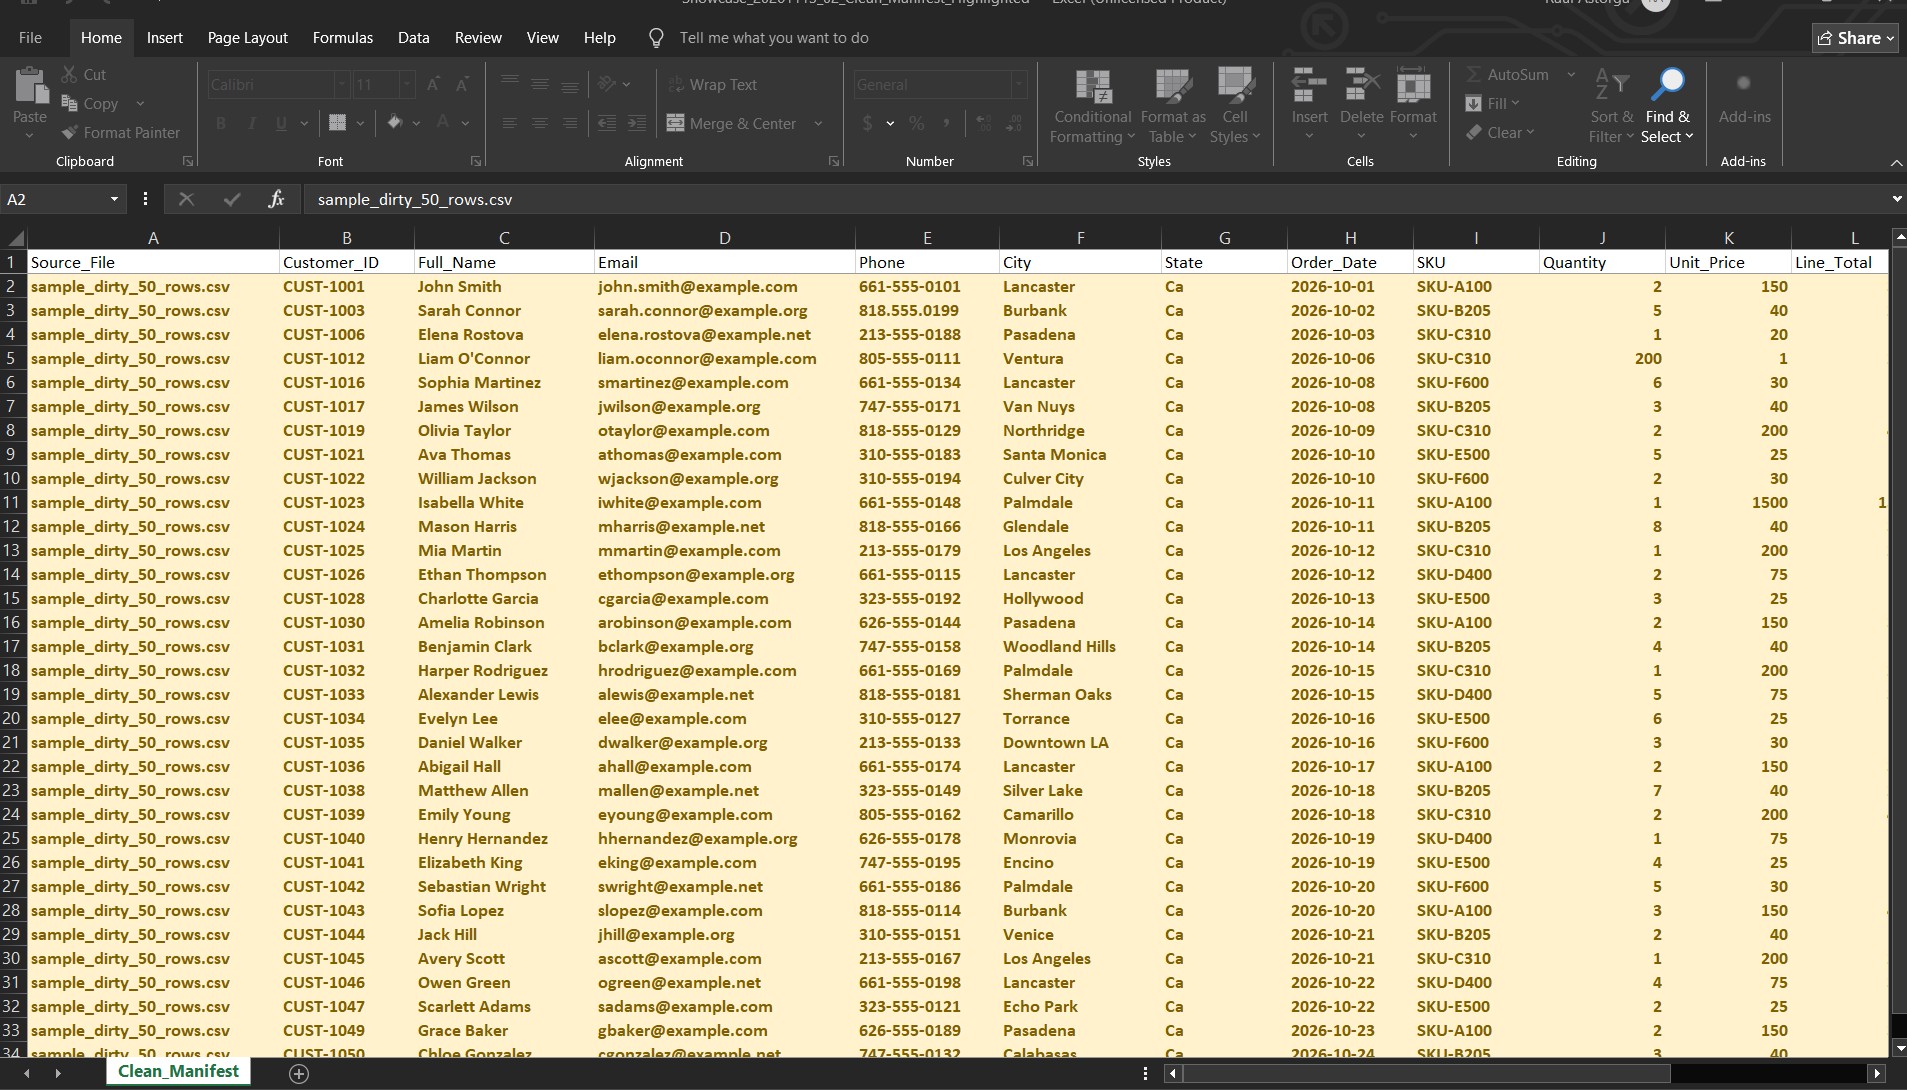 Excel (Unlicensed Product)
File Home Insert Page Layout Formulas Data Review View Help Tell me what you want to do Share
Cut
Copy
Format Painter
Paste
Clipboard
Calibri 11
B I U
Font
Wrap Text
Merge & Center
Alignment
General
$ % ,
Number
Conditional Formatting
Format as Table
Cell Styles
Styles
Insert Delete Format
Cells
AutoSum
Fill
Clear
Sort & Filter
Find & Select
Editing
Add-ins
Add-ins
A2 fx sample_dirty_50_rows.csv
A B C D E F G H I J K L
1 Source_File Customer_ID Full_Name Email Phone City State Order_Date SKU Quantity Unit_Price Line_Total
2 sample_dirty_50_rows.csv CUST-1001 John Smith john.smith@example.com 661-555-0101 Lancaster Ca 2026-10-01 SKU-A100 2 150
3 sample_dirty_50_rows.csv CUST-1003 Sarah Connor sarah.connor@example.org 818.555.0199 Burbank Ca 2026-10-02 SKU-B205 5 40
4 sample_dirty_50_rows.csv CUST-1006 Elena Rostova elena.rostova@example.net 213-555-0188 Pasadena Ca 2026-10-03 SKU-C310 1 20
5 sample_dirty_50_rows.csv CUST-1012 Liam O'Connor liam.oconnor@example.com 805-555-0111 Ventura Ca 2026-10-06 SKU-C310 200 1
6 sample_dirty_50_rows.csv CUST-1016 Sophia Martinez smartinez@example.com 661-555-0134 Lancaster Ca 2026-10-08 SKU-F600 6 30
7 sample_dirty_50_rows.csv CUST-1017 James Wilson jwilson@example.org 747-555-0171 Van Nuys Ca 2026-10-08 SKU-B205 3 40
8 sample_dirty_50_rows.csv CUST-1019 Olivia Taylor otaylor@example.com 818-555-0129 Northridge Ca 2026-10-09 SKU-C310 2 200
9 sample_dirty_50_rows.csv CUST-1021 Ava Thomas athomas@example.com 310-555-0183 Santa Monica Ca 2026-10-10 SKU-E500 5 25
10 sample_dirty_50_rows.csv CUST-1022 William Jackson wjackson@example.org 310-555-0194 Culver City Ca 2026-10-10 SKU-F600 2 30
11 sample_dirty_50_rows.csv CUST-1023 Isabella White iwhite@example.com 661-555-0148 Palmdale Ca 2026-10-11 SKU-A100 1 1500 1
12 sample_dirty_50_rows.csv CUST-1024 Mason Harris mharris@example.net 818-555-0166 Glendale Ca 2026-10-11 SKU-B205 8 40
13 sample_dirty_50_rows.csv CUST-1025 Mia Martin mmartin@example.com 213-555-0179 Los Angeles Ca 2026-10-12 SKU-C310 1 200
14 sample_dirty_50_rows.csv CUST-1026 Ethan Thompson ethompson@example.org 661-555-0115 Lancaster Ca 2026-10-12 SKU-D400 2 75
15 sample_dirty_50_rows.csv CUST-1028 Charlotte Garcia cgarcia@example.com 323-555-0192 Hollywood Ca 2026-10-13 SKU-E500 3 25
16 sample_dirty_50_rows.csv CUST-1030 Amelia Robinson arobinson@example.com 626-555-0144 Pasadena Ca 2026-10-14 SKU-A100 2 150
17 sample_dirty_50_rows.csv CUST-1031 Benjamin Clark bclark@example.org 747-555-0158 Woodland Hills Ca 2026-10-14 SKU-B205 4 40
18 sample_dirty_50_rows.csv CUST-1032 Harper Rodriguez hrodriguez@example.com 661-555-0169 Palmdale Ca 2026-10-15 SKU-C310 1 200
19 sample_dirty_50_rows.csv CUST-1033 Alexander Lewis alewis@example.net 818-555-0181 Sherman Oaks Ca 2026-10-15 SKU-D400 5 75
20 sample_dirty_50_rows.csv CUST-1034 Evelyn Lee elee@example.com 310-555-0127 Torrance Ca 2026-10-16 SKU-E500 6 25
21 sample_dirty_50_rows.csv CUST-1035 Daniel Walker dwalker@example.org 213-555-0133 Downtown LA Ca 2026-10-16 SKU-F600 3 30
22 sample_dirty_50_rows.csv CUST-1036 Abigail Hall ahall@example.com 661-555-0174 Lancaster Ca 2026-10-17 SKU-A100 2 150
23 sample_dirty_50_rows.csv CUST-1038 Matthew Allen mallen@example.net 323-555-0149 Silver Lake Ca 2026-10-18 SKU-B205 7 40
24 sample_dirty_50_rows.csv CUST-1039 Emily Young eyoung@example.com 805-555-0162 Camarillo Ca 2026-10-18 SKU-C310 2 200
25 sample_dirty_50_rows.csv CUST-1040 Henry Hernandez hhernandez@example.org 626-555-0178 Monrovia Ca 2026-10-19 SKU-D400 1 75
26 sample_dirty_50_rows.csv CUST-1041 Elizabeth King eking@example.com 747-555-0195 Encino Ca 2026-10-19 SKU-E500 4 25
27 sample_dirty_50_rows.csv CUST-1042 Sebastian Wright swright@example.net 661-555-0186 Palmdale Ca 2026-10-20 SKU-F600 5 30
28 sample_dirty_50_rows.csv CUST-1043 Sofia Lopez slopez@example.com 818-555-0114 Burbank Ca 2026-10-20 SKU-A100 3 150
29 sample_dirty_50_rows.csv CUST-1044 Jack Hill jhill@example.org 310-555-0151 Venice Ca 2026-10-21 SKU-B205 2 40
30 sample_dirty_50_rows.csv CUST-1045 Avery Scott ascott@example.com 213-555-0167 Los Angeles Ca 2026-10-21 SKU-C310 1 200
31 sample_dirty_50_rows.csv CUST-1046 Owen Green ogreen@example.net 661-555-0198 Lancaster Ca 2026-10-22 SKU-D400 4 75
32 sample_dirty_50_rows.csv CUST-1047 Scarlett Adams sadams@example.com 323-555-0121 Echo Park Ca 2026-10-22 SKU-E500 2 25
33 sample_dirty_50_rows.csv CUST-1049 Grace Baker gbaker@example.com 626-555-0189 Pasadena Ca 2026-10-23 SKU-A100 2 150
34 sample_dirty_50_rows.csv CUST-1050 Chloe Gonzalez cgonzalez@example.net 747-555-0132 Calabasas Ca 2026-10-24 SKU-B205 3 40
Clean_Manifest